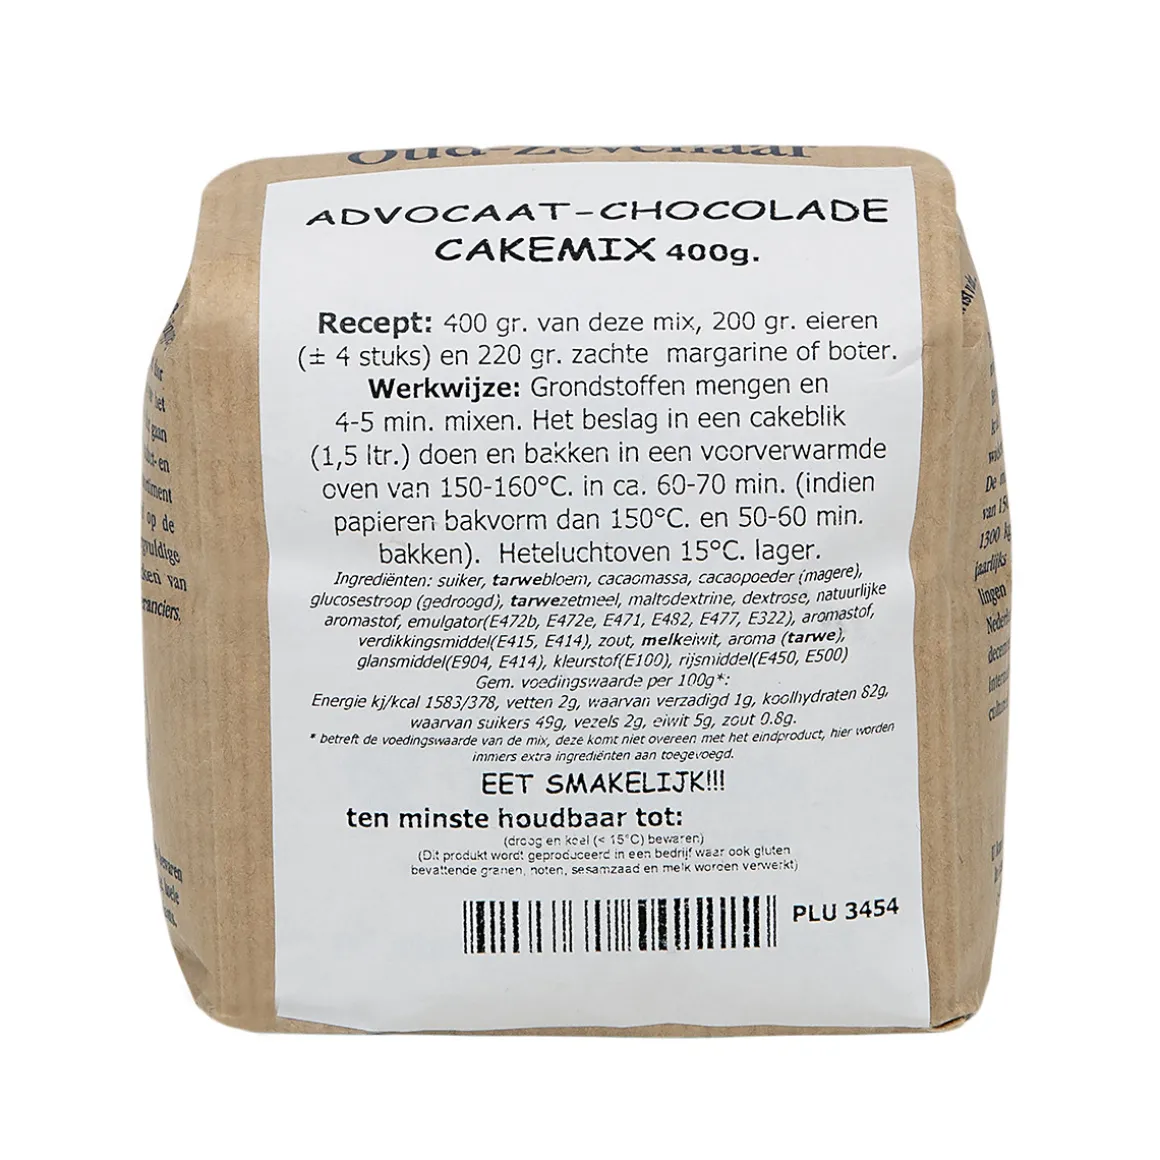 Oud-Zevenaar
ADVOCAAT-CHOCOLADE
CAKEMIX 400g.
Recept: 400 gr. van deze mix, 200 gr. eieren
(± 4 stuks) en 220 gr. zachte margarine of boter.
Werkwijze: Grondstoffen mengen en
4-5 min. mixen. Het beslag in een cakeblik
(1,5 ltr.) doen en bakken in een voorverwarmde
oven van 150-160°C. in ca. 60-70 min. (indien
papieren bakvorm dan 150°C. en 50-60 min.
bakken). Heteluchtoven 15°C. lager.
Ingrediënten: suiker, tarwebloem, cacaomassa, cacaopoeder (magere),
glucosestroop (gedroogd), tarwezetmeel, maltodextrine, dextrose, natuurlijke
aromastof, emulgator(E472b, E472e, E471, E482, E477, E322), aromastof,
verdikkingsmiddel(E415, E414), zout, melkeiwit, aroma (tarwe),
glansmiddel(E904, E414), kleurstof(E100), rijsmiddel(E450, E500)
Gem. voedingswaarde per 100g*:
Energie kj/kcal 1583/378, vetten 2g, waarvan verzadigd 1g, koolhydraten 82g,
waarvan suikers 49g, vezels 2g, eiwit 5g, zout 0.8g.
* betreft de voedingswaarde van de mix, deze komt niet overeen met het eindproduct, hier worden
immers extra ingrediënten aan toegevoegd.
EET SMAKELIJK!!!
ten minste houdbaar tot:
(droog en koel (< 15°C) bewaren)
(Dit produkt wordt geproduceerd in een bedrijf waar ook gluten
bevattende granen, noten, sesamzaad en melk worden verwerkt)
PLU 3454
op de
van
De
1300
jaarlijks